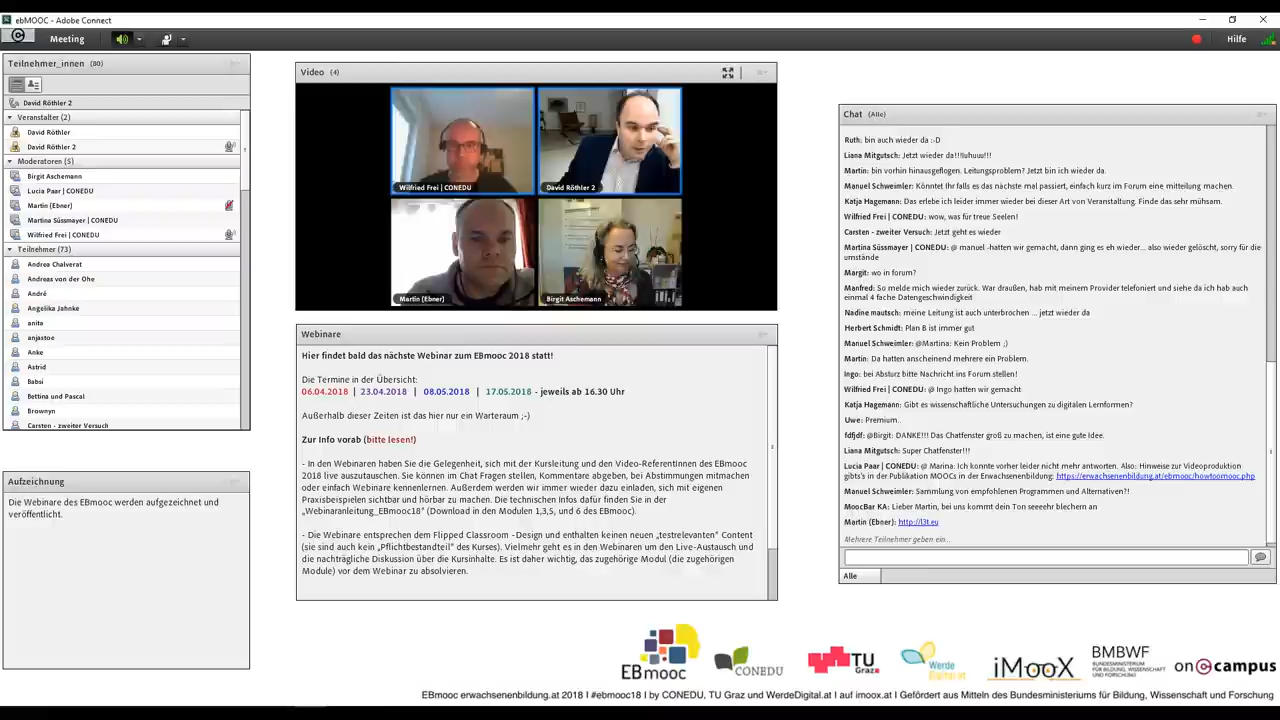 ebMOOC - Adobe Connect
Meeting
Hilfe
Teilnehmer_innen (80)
David Röthler 2
Veranstalter (2)
David Röthler
David Röthler 2
Moderatoren (5)
Birgit Aschemann
Lucia Paar | CONEDU
Martin (Ebner)
Martina Süssmayer | CONEDU
Wilfried Frei | CONEDU
Teilnehmer (73)
Andrea Chalverat
Andreas von der Ohe
André
Angelika Jahnke
anita
anjastoe
Anke
Astrid
Babsi
Bettina und Pascal
Brownyn
Carsten - zweiter Versuch
Aufzeichnung
Die Webinare des EBmooc werden aufgezeichnet und
veröffentlicht.
Video (4)
Wilfried Frei | CONEDU
David Röthler 2
Martin (Ebner)
Birgit Aschemann
Webinare
Hier findet bald das nächste Webinar zum EBmooc 2018 statt!
Die Termine in der Übersicht:
06.04.2018 | 23.04.2018 | 08.05.2018 | 17.05.2018 - jeweils ab 16.30 Uhr
Außerhalb dieser Zeiten ist das hier nur ein Warteraum ;-)
Zur Info vorab (bitte lesen!)
- In den Webinaren haben Sie die Gelegenheit, sich mit der Kursleitung und den Video-ReferentInnen des EBmooc
2018 live auszutauschen. Sie können im Chat Fragen stellen, Kommentare abgeben, bei Abstimmungen mitmachen
oder einfach Webinare kennenlernen. Außerdem werden wir immer wieder dazu einladen, sich mit eigenen
Praxisbeispielen sichtbar und hörbar zu machen. Die technischen Infos dafür finden Sie in der
„Webinaranleitung_EBmooc18" (Download in den Modulen 1,3,5, und 6 des EBmooc).
- Die Webinare entsprechen dem Flipped Classroom -Design und enthalten keinen neuen „testrelevanten" Content
(sie sind auch kein „Pflichtbestandteil" des Kurses). Vielmehr geht es in den Webinaren um den Live-Austausch und
die nachträgliche Diskussion über die Kursinhalte. Es ist daher wichtig, das zugehörige Modul (die zugehörigen
Module) vor dem Webinar zu absolvieren.
Chat (Alle)
Ruth: bin auch wieder da :-D
Liana Mitgutsch: Jetzt wieder da!!!Juhuuu!!!
Martin: bin vorhin hinausgeflogen. Leitungsproblem? Jetzt bin ich wieder da.
Manuel Schweimler: Könntet Ihr falls es das nächste mal passiert, einfach kurz im Forum eine mitteilung machen.
Katja Hagemann: Das erlebe ich leider immer wieder bei dieser Art von Veranstaltung. Finde das sehr mühsam.
Wilfried Frei | CONEDU: wow, was für treue Seelen!
Carsten - zweiter Versuch: Jetzt geht es wieder
Martina Süssmayer | CONEDU: @ manuel -hatten wir gemacht, dann ging es eh wieder... also wieder gelöscht, sorry für die
umstände
Margit: wo in forum?
Manfred: So melde mich wieder zurück. War draußen, hab mit meinem Provider telefoniert und siehe da ich hab auch
einmal 4 fache Datengeschwindigkeit
Nadine mautsch: meine Leitung ist auch unterbrochen ... jetzt wieder da
Herbert Schmidt: Plan B ist immer gut
Manuel Schweimler: @Martina: Kein Problem ;)
Martin: Da hatten anscheinend mehrere ein Problem.
Ingo: bei Absturz bitte Nachricht ins Forum stellen!
Wilfried Frei | CONEDU: @ Ingo hatten wir gemacht
Katja Hagemann: Gibt es wissenschaftliche Untersuchungen zu digitalen Lernformen?
Uwe: Premium..
fdfjdf: @Birgit: DANKE!!! Das Chatfenster groß zu machen, ist eine gute Idee.
Liana Mitgutsch: Super Chatfenster!!!
Lucia Paar | CONEDU: @ Marina: Ich konnte vorher leider nicht mehr antworten. Also: Hinweise zur Videoproduktion
gibt's in der Publikation MOOCs in der Erwachsenenbildung: https://erwachsenenbildung.at/ebmooc/howtoomooc.php
Manuel Schweimler: Sammlung von empfohlenen Programmen und Alternativen?!
MoocBar KA: Lieber Martin, bei uns kommt dein Ton seeeehr blechern an
Martin (Ebner): http://l3t.eu
Mehrere Teilnehmer geben ein...
Alle
EBmooc
CONEDU
TU Graz
Werde Digital.at
iMooX
BMBWF
BUNDESMINISTERIUM
FÜR BILDUNG, WISSENSCHAFT
UND FORSCHUNG
on campus
EBmooc erwachsenenbildung.at 2018 I #ebmooc18 I by CONEDU, TU Graz und WerdeDigital.at I auf imoox.at I Gefördert aus Mitteln des Bundesministeriums für Bildung, Wissenschaft und Forschung